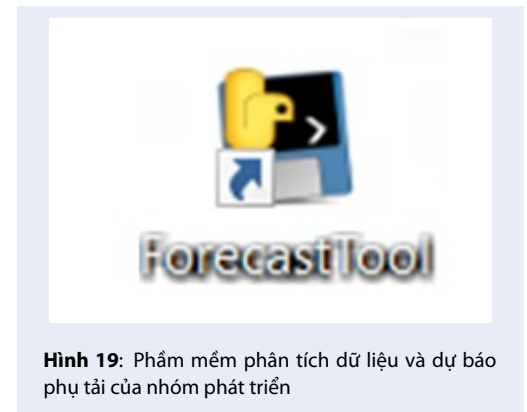 ForecastTool
Hình 19: Phầm mềm phân tích dữ liệu và dự báo
phụ tải của nhóm phát triển